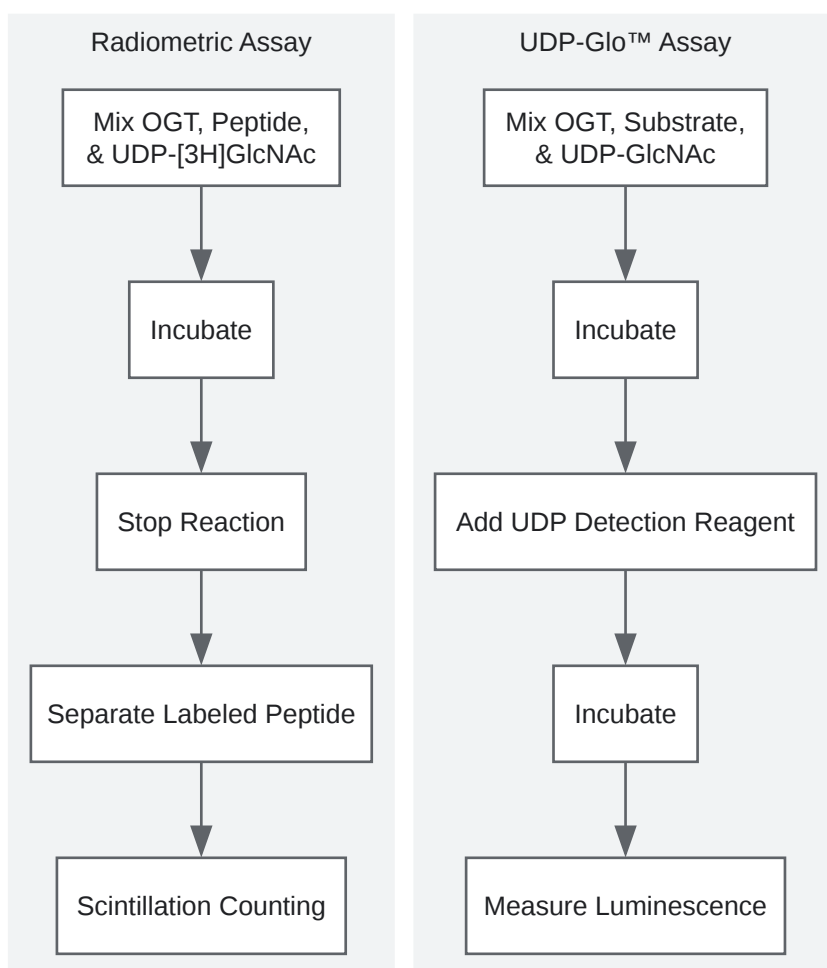 Radiometric Assay
Mix OGT, Peptide,
& UDP-[3H]GlcNAc
Incubate
Stop Reaction
Separate Labeled Peptide
Scintillation Counting
UDP-Glo™ Assay
Mix OGT, Substrate,
& UDP-GlcNAc
Incubate
Add UDP Detection Reagent
Incubate
Measure Luminescence